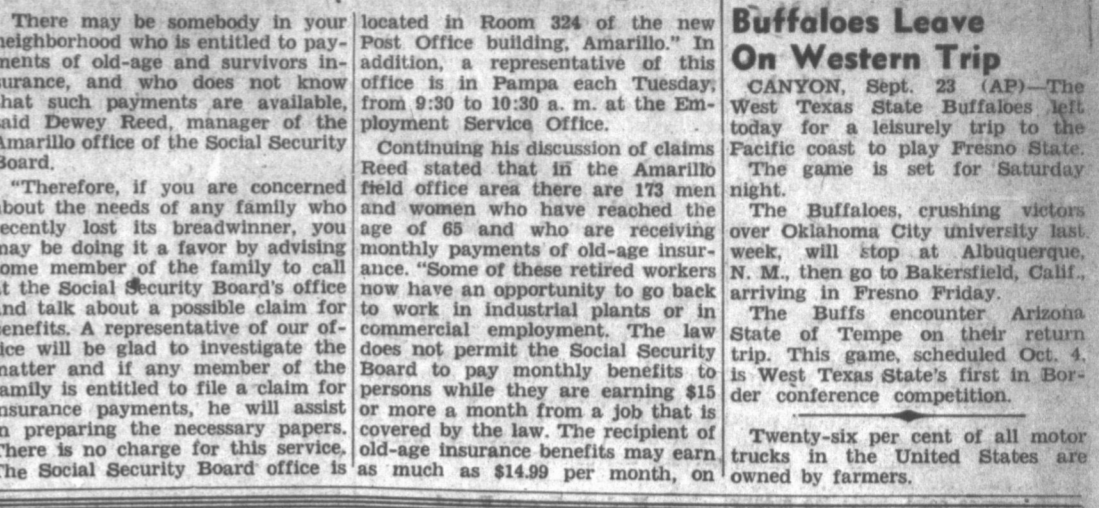 There may be somebody in your
neighborhood who is entitled to pay-
ments of old-age and survivors in-
surance, and who does not know
that such payments are available,
said Dewey Reed, manager of the
Amarillo office of the Social Security
Board.
"Therefore, if you are concerned
about the needs of any family who
recently lost its breadwinner, you
may be doing it a favor by advising
some member of the family to call
at the Social Security Board's office
and talk about a possible claim for
benefits. A representative of our of-
fice will be glad to investigate the
matter and if any member of the
family is entitled to file a claim for
insurance payments, he will assist
in preparing the necessary papers.
There is no charge for this service.
The Social Security Board office is
located in Room 324 of the new
Post Office building, Amarillo." In
addition, a representative of this
office is in Pampa each Tuesday,
from 9:30 to 10:30 a. m. at the Em-
ployment Service Office.
Continuing his discussion of claims
Reed stated that in the Amarillo
field office area there are 173 men
and women who have reached the
age of 65 and who are receiving
monthly payments of old-age insur-
ance. "Some of these retired workers
now have an opportunity to go back
to work in industrial plants or in
commercial employment. The law
does not permit the Social Security
Board to pay monthly benefits to
persons while they are earning $15
or more a month from a job that is
covered by the law. The recipient of
old-age insurance benefits may earn
as much as $14.99 per month, on
Buffaloes Leave
On Western Trip
CANYON, Sept. 23 (AP)—The
West Texas State Buffaloes left
today for a leisurely trip to the
Pacific coast to play Fresno State.
The game is set for Saturday
night.
The Buffaloes, crushing victors
over Oklahoma City university last
week, will stop at Albuquerque,
N. M., then go to Bakersfield, Calif.,
arriving in Fresno Friday.
The Buffs encounter Arizona
State of Tempe on their return
trip. This game, scheduled Oct. 4,
is West Texas State's first in Bor-
der conference competition.
Twenty-six per cent of all motor
trucks in the United States are
owned by farmers.